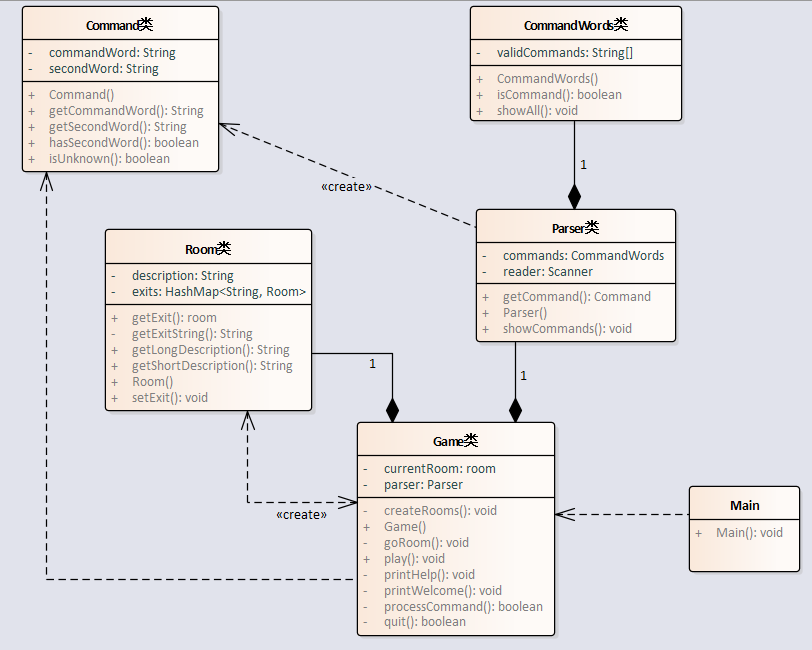 Command类
- commandWord: String
- secondWord: String
+ Command()
+ getCommandWord(): String
+ getSecondWord(): String
+ hasSecondWord(): boolean
+ isUnknown(): boolean
CommandWords类
- validCommands: String[]
+ CommandWords()
+ isCommand(): boolean
+ showAll(): void
1
«create»
Parser类
- commands: CommandWords
- reader: Scanner
+ getCommand(): Command
+ Parser()
+ showCommands(): void
Room类
- description: String
- exits: HashMap<String, Room>
+ getExit(): room
- getExitString(): String
+ getLongDescription(): String
+ getShortDescription(): String
+ Room()
+ setExit(): void
1
1
Game类
- currentRoom: room
- parser: Parser
- createRooms(): void
+ Game()
- goRoom(): void
+ play(): void
- printHelp(): void
- printWelcome(): void
- processCommand(): boolean
- quit(): boolean
«create»
Main
+ Main(): void